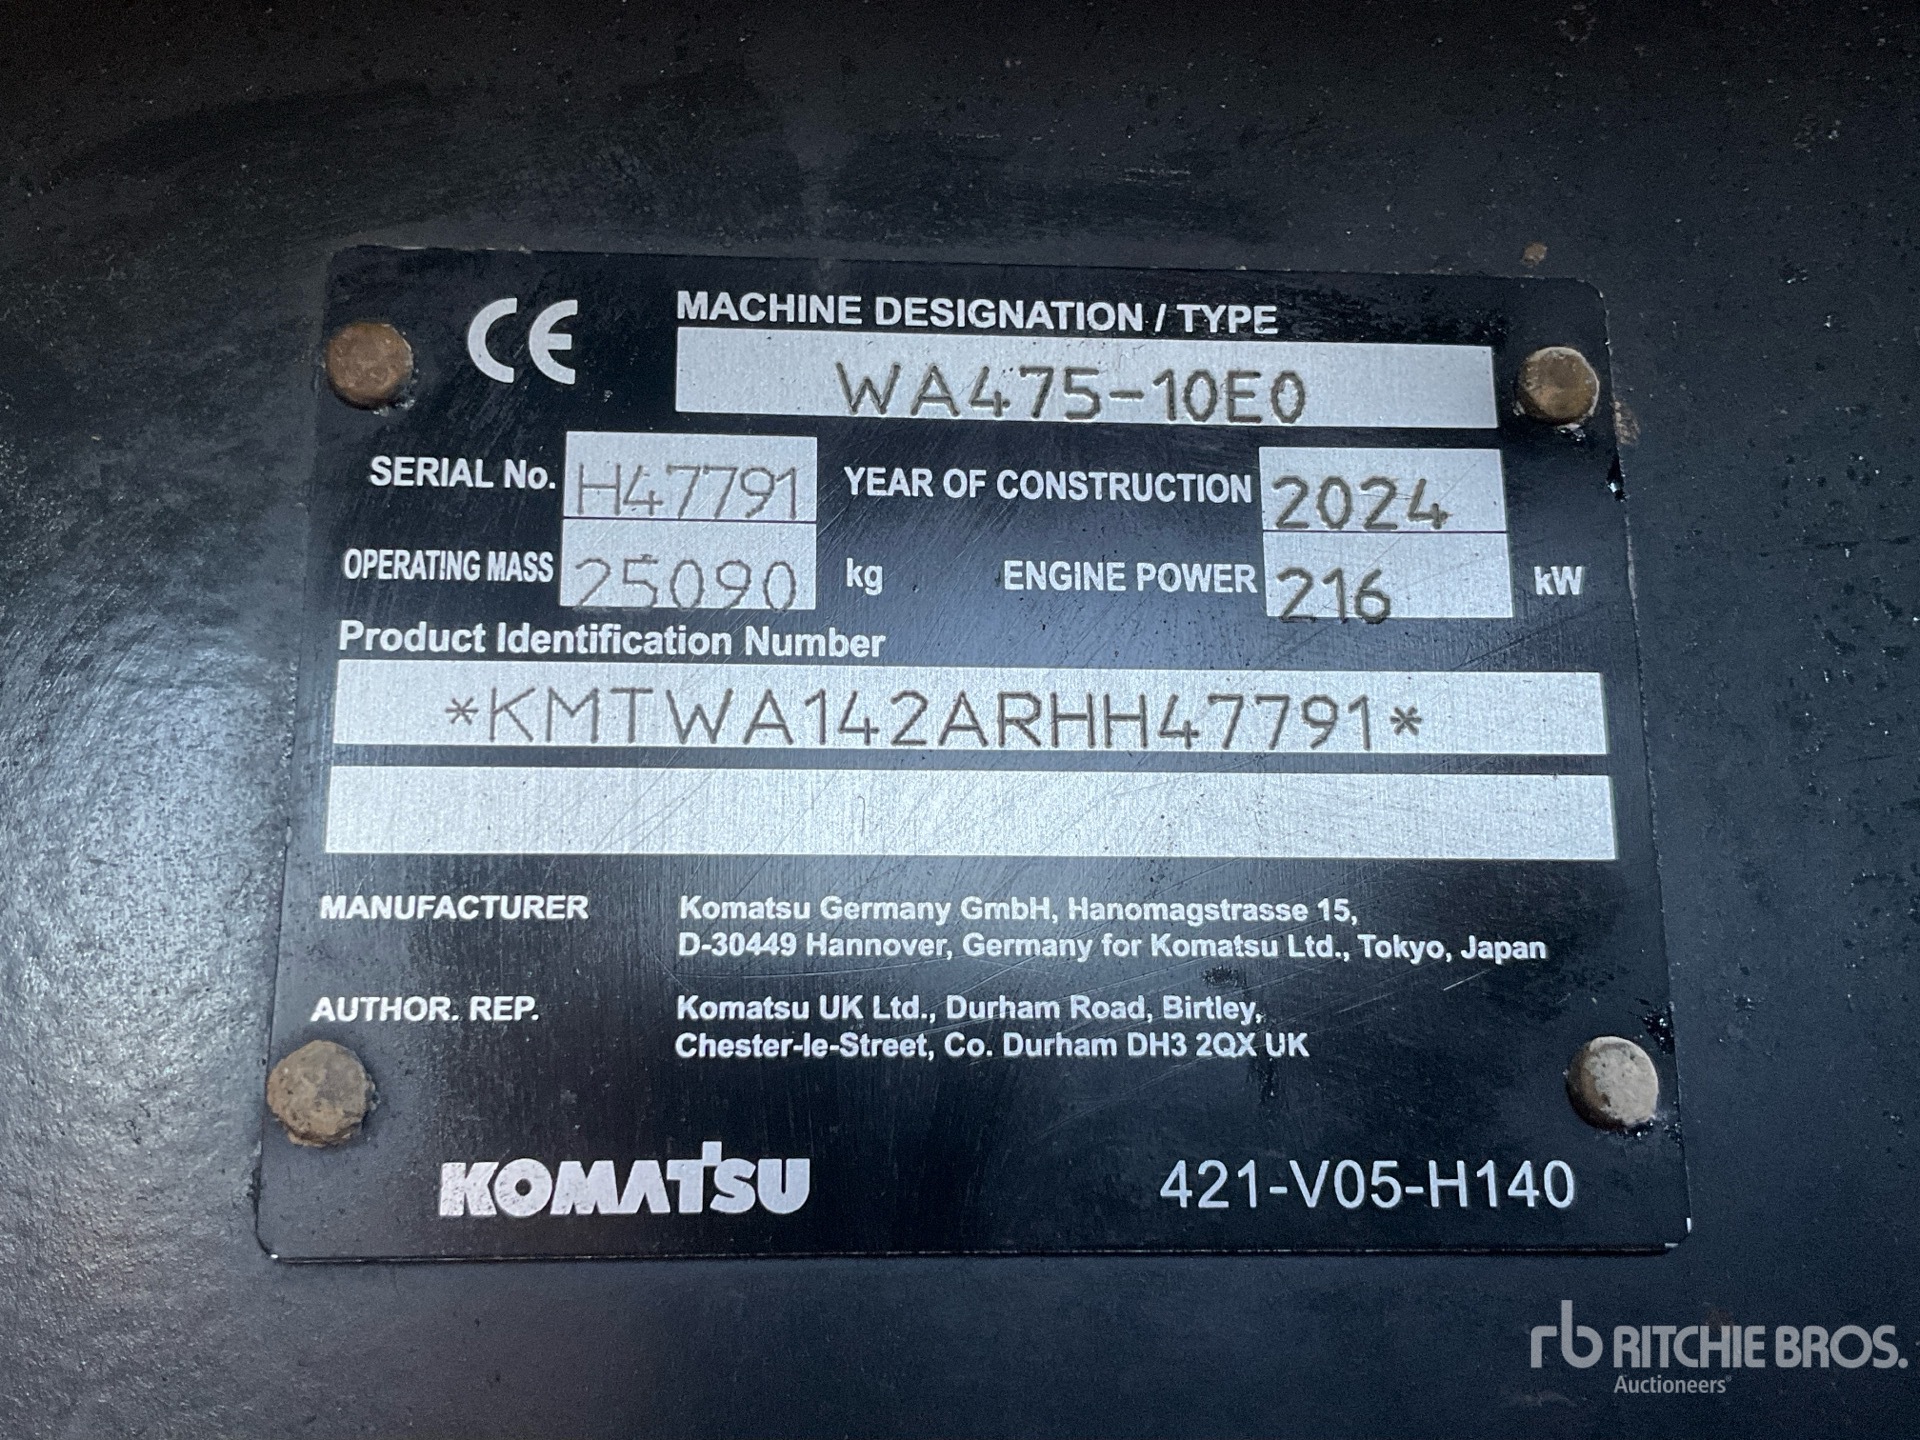 CE MACHINE DESIGNATION / TYPE
WA475-10E0
SERIAL No. H47791 YEAR OF CONSTRUCTION 2024
OPERATING MASS 25090 kg ENGINE POWER 216 kW
Product Identification Number
*KMTWA142ARHH47791*
MANUFACTURER Komatsu Germany GmbH, Hanomagstrasse 15,
D-30449 Hannover, Germany for Komatsu Ltd., Tokyo, Japan
AUTHOR. REP. Komatsu UK Ltd., Durham Road, Birtley,
Chester-le-Street, Co. Durham DH3 2QX UK
KOMATSU 421-V05-H140
rb RITCHIE BROS.
Auctioneers